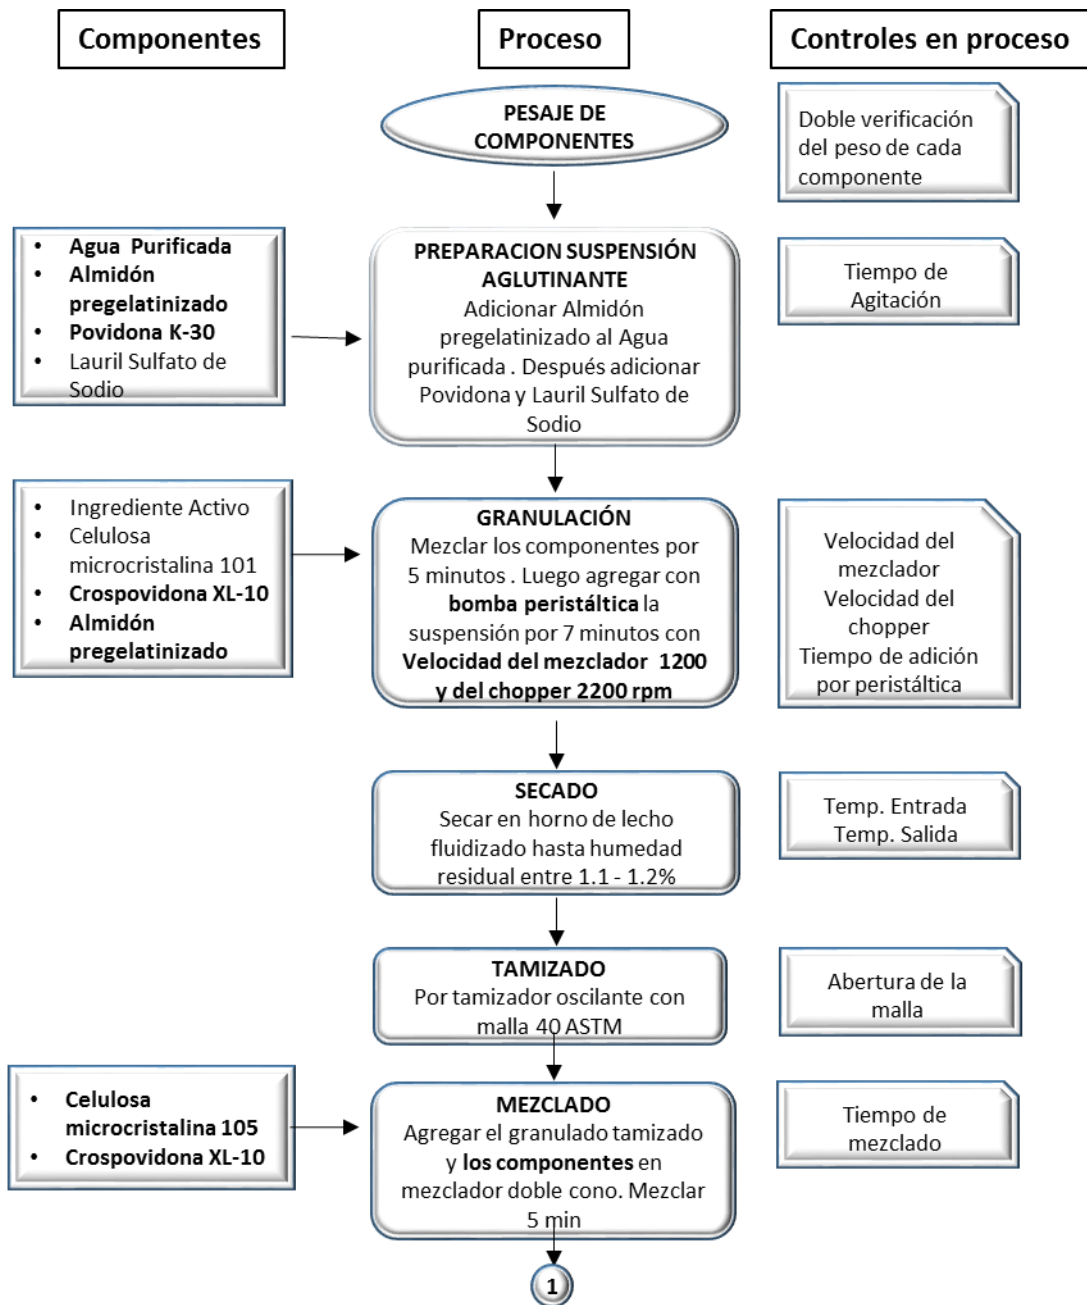 Componentes
Proceso
Controles en proceso
PESAJE DE
COMPONENTES
Doble verificación
del peso de cada
componente
• Agua Purificada
• Almidón
pregelatinizado
• Povidona K-30
• Lauril Sulfato de
Sodio
PREPARACION SUSPENSIÓN
AGLUTINANTE
Adicionar Almidón
pregelatinizado al Agua
purificada . Después adicionar
Povidona y Lauril Sulfato de
Sodio
Tiempo de
Agitación
• Ingrediente Activo
• Celulosa
microcristalina 101
• Crospovidona XL-10
• Almidón
pregelatinizado
GRANULACIÓN
Mezclar los componentes por
5 minutos . Luego agregar con
bomba peristáltica la
suspensión por 7 minutos con
Velocidad del mezclador 1200
y del chopper 2200 rpm
Velocidad del
mezclador
Velocidad del
chopper
Tiempo de adición
por peristáltica
SECADO
Secar en horno de lecho
fluidizado hasta humedad
residual entre 1.1 - 1.2%
Temp. Entrada
Temp. Salida
TAMIZADO
Por tamizador oscilante con
malla 40 ASTM
Abertura de la
malla
• Celulosa
microcristalina 105
• Crospovidona XL-10
MEZCLADO
Agregar el granulado tamizado
y los componentes en
mezclador doble cono. Mezclar
5 min
Tiempo de
mezclado
1